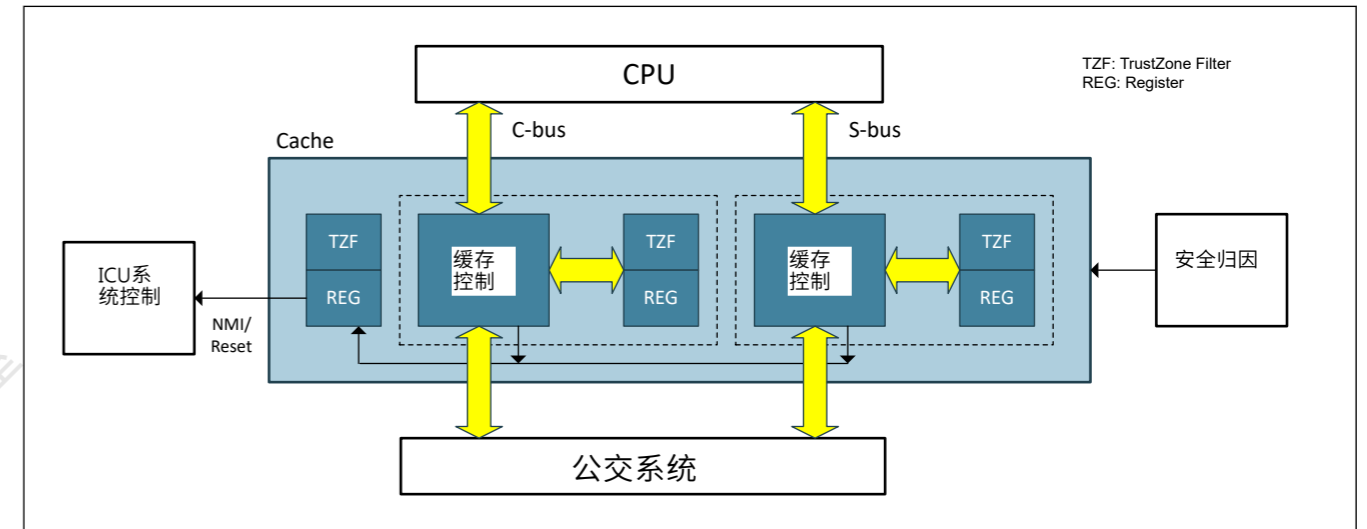 CPU
TZF: TrustZone Filter
REG: Register
C-bus
S-bus
Cache
TZF
REG
缓存
控制
TZF
REG
缓存
控制
TZF
REG
ICU系
统控制
NMI/
Reset
安全归因
公交系统